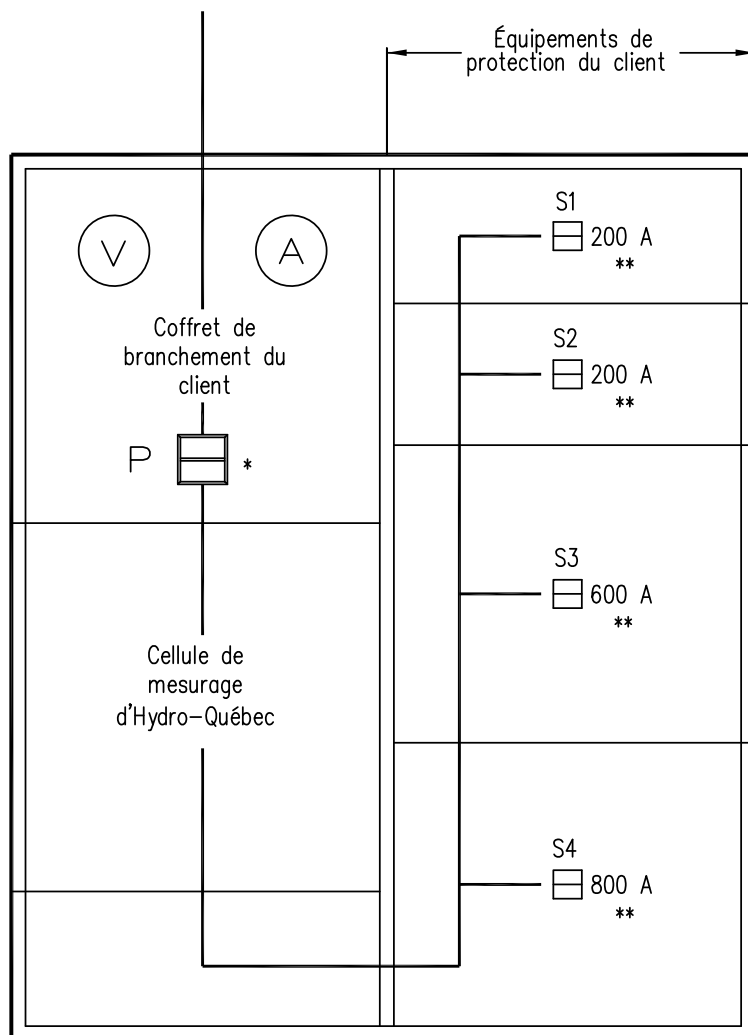 Équipements de
protection du client
V
A
Coffret de
branchement du
client
P
*
Cellule de
mesurage
d'Hydro-Québec
S1
200 A
**
S2
200 A
**
S3
600 A
**
S4
800 A
**